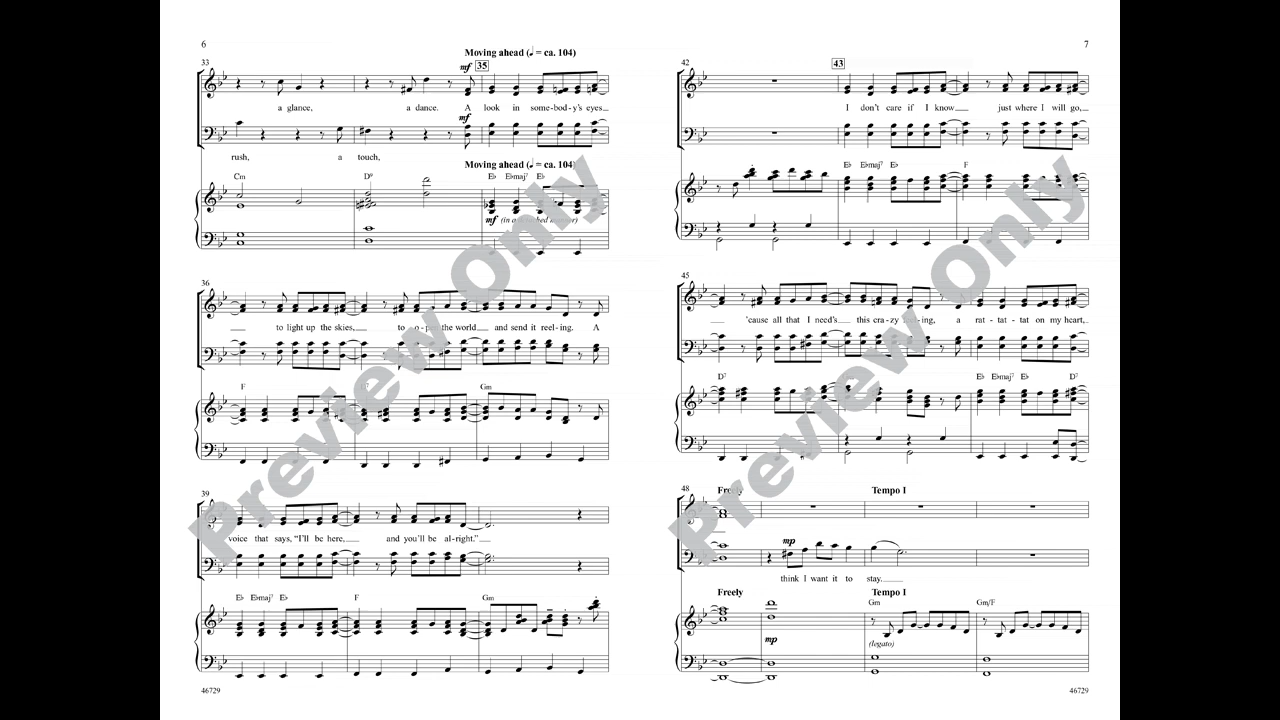 6
Moving ahead (♩ = ca. 104)
33
mf
35
a glance, a dance. A look in some-bod-y's eyes
mf
rush, a touch,
Moving ahead (♩ = ca. 104)
Cm D9 E♭ E♭maj7 E♭
mf
36
to light up the skies, to o-pen the world and send it reel-ing. A
F D7 Gm
39
voice that says, "I'll be here, and you'll be al-right."
E♭ E♭maj7 E♭ F Gm
46729
7
42
43
I don't care if I know just where I will go,
E♭ E♭maj7 E♭ F
45
'cause all that I need's this cra-zy a rat-tat-tat on my heart,
D7 E♭ E♭maj7 E♭ D7
48
Freely Tempo I
mp
think I want it to stay.
Freely Tempo I
Gm Gm/F
mp
(legato)
46729
Preview Only
Preview Only